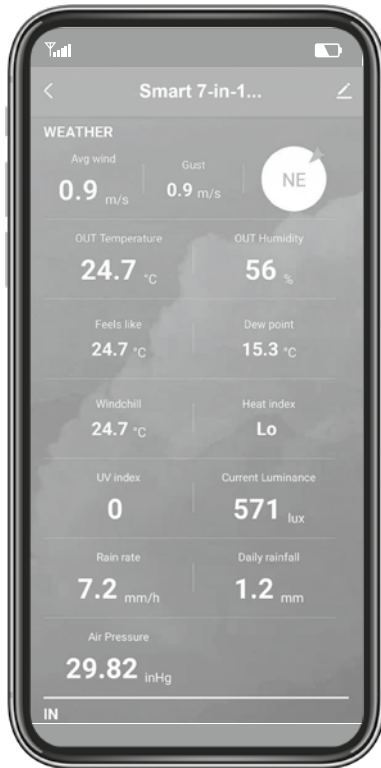 Smart 7-in-1...
WEATHER
Avg wind
0.9 m/s
Gust
0.9 m/s
NE
OUT Temperature
24.7 °C
OUT Humidity
56 %
Feels like
24.7 °C
Dew point
15.3 °C
Windchill
24.7 °C
Heat index
Lo
UV index
0
Current Luminance
571 lux
Rain rate
7.2 mm/h
Daily rainfall
1.2 mm
Air Pressure
29.82 inHg
IN